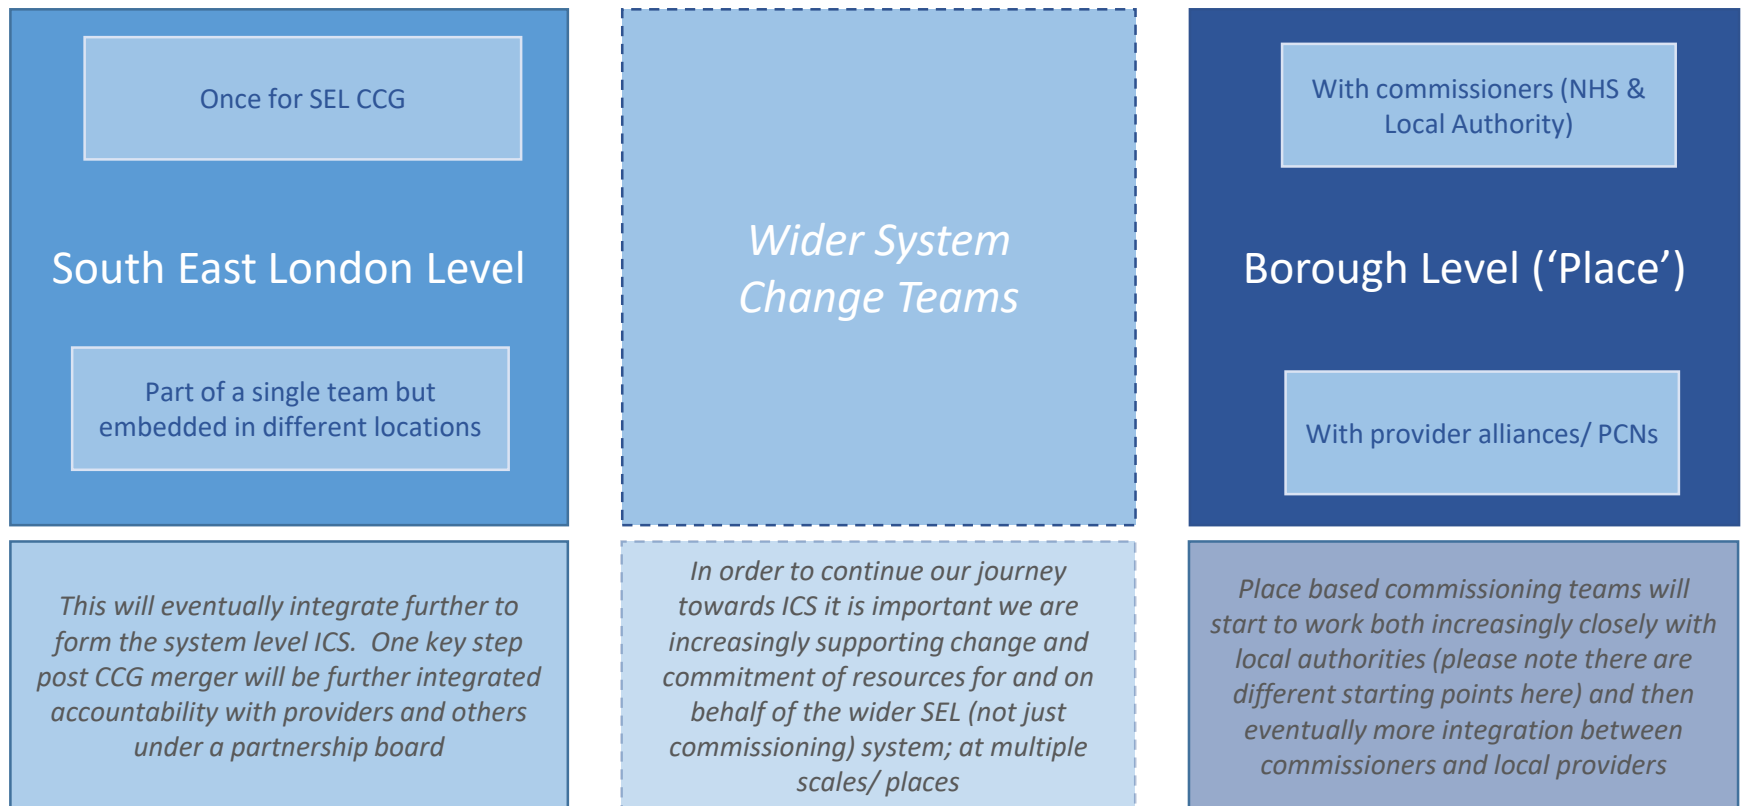 Once for SEL CCG
South East London Level
Part of a single team but
embedded in different locations
This will eventually integrate further to
form the system level ICS.  One key step
post CCG merger will be further integrated
accountability with providers and others
under a partnership board
Wider System
Change Teams
In order to continue our journey
towards ICS it is important we are
increasingly supporting change and
commitment of resources for and on
behalf of the wider SEL (not just
commissioning) system; at multiple
scales/ places
With commissioners (NHS &
Local Authority)
Borough Level (‘Place’)
With provider alliances/ PCNs
Place based commissioning teams will
start to work both increasingly closely with
local authorities (please note there are
different starting points here) and then
eventually more integration between
commissioners and local providers